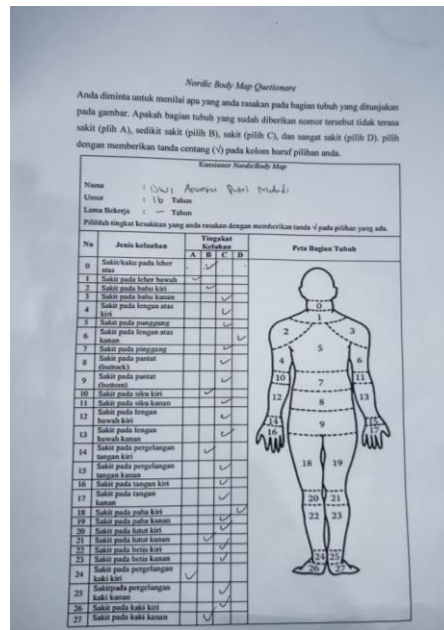 Nordic Body Map Quetionare
Anda diminta untuk menilai apa yang anda rasakan pada bagian tubuh yang ditunjukan
pada gambar. Apakah bagian tubuh yang sudah diberikan nomor tersebut tidak terasa
sakit (plih A), sedikit sakit (pilih B), sakit (pilih C), dan sangat sakit (pilih D). pilih
dengan memberikan tanda centang (√) pada kolom huruf pilihan anda.
Kuesioner NordicBody Map
Nama : Putri
Umur : 16 Tahun
Lama Bekerja : – Tahun
Pilihlah tingkat kesakitan yang anda rasakan dengan memberikan tanda √ pada pilihan yang ada.
No Jenis keluahan Tingakat Keluhan Peta Bagian Tubuh
A B C D
0 Sakit/kaku pada leher atas ✓
1 Sakit pada leher bawah ✓
2 Sakit pada bahu kiri ✓
3 Sakit pada bahu kanan ✓
4 Sakit pada lengan atas kiri ✓
5 Sakit pada punggung ✓
6 Sakit pada lengan atas kanan ✓
7 Sakit pada pinggang ✓
8 Sakit pada pantat (buttock) ✓
9 Sakit pada pantat (bottom) ✓
10 Sakit pada siku kiri ✓
11 Sakit pada siku kanan ✓
12 Sakit pada lengan bawah kiri ✓
13 Sakit pada lengan bawah kanan ✓
14 Sakit pada pergelangan tangan kiri ✓
15 Sakit pada pergelangan tangan kanan ✓
16 Sakit pada tangan kiri ✓
17 Sakit pada tangan kanan ✓
18 Sakit pada paha kiri ✓
19 Sakit pada paha kanan ✓
20 Sakit pada lutut kiri ✓
21 Sakit pada lutut kanan ✓
22 Sakit pada betis kiri ✓
23 Sakit pada betis kanan ✓
24 Sakit pada pergelangan kaki kiri ✓
25 Sakitpada pergelangan kaki kanan ✓
26 Sakit pada kaki kiri ✓
27 Sakit pada kaki kanan ✓
0
1
2 3
4 5 6
10 7 11
12 8 13
9
14 15
16 17
18 19
20 21
22 23
24 25
26 27